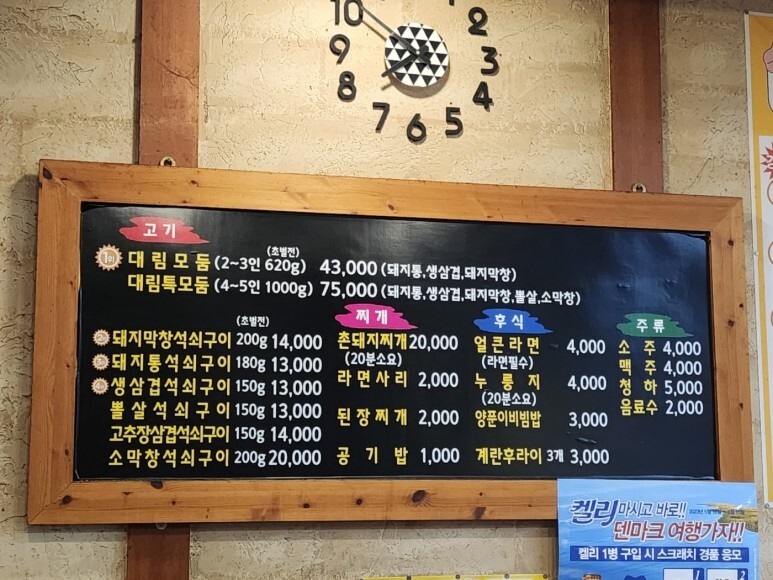 10
2
9
3
8
4
7
6
5
고기
(초벌전)
1위 대림모둠 (2~3인 620g) 43,000 (돼지통,생삼겹,돼지막창)
대림특모둠 (4~5인 1000g) 75,000 (돼지통,생삼겹,돼지막창,뽈살,소막창)
(초벌전)
돼지막창석쇠구이 200g 14,000
돼지통석쇠구이 180g 13,000
생삼겹석쇠구이 150g 13,000
뽈살석쇠구이 150g 13,000
고추장삼겹석쇠구이 150g 14,000
소막창석쇠구이 200g 20,000
찌개
촌돼지찌개 20,000
(20분소요)
라면사리 2,000
된장찌개 2,000
공기밥 1,000
후식
얼큰라면 4,000
(라면필수)
누룽지 4,000
(20분소요)
양푼이비빔밥 3,000
계란후라이 3개 3,000
주류
소주 4,000
맥주 4,000
청하 5,000
음료수 2,000
켈리 마시고 바로!!
덴마크 여행가자!!
켈리 1병 구입 시 스크래치 경품 응모
1
2